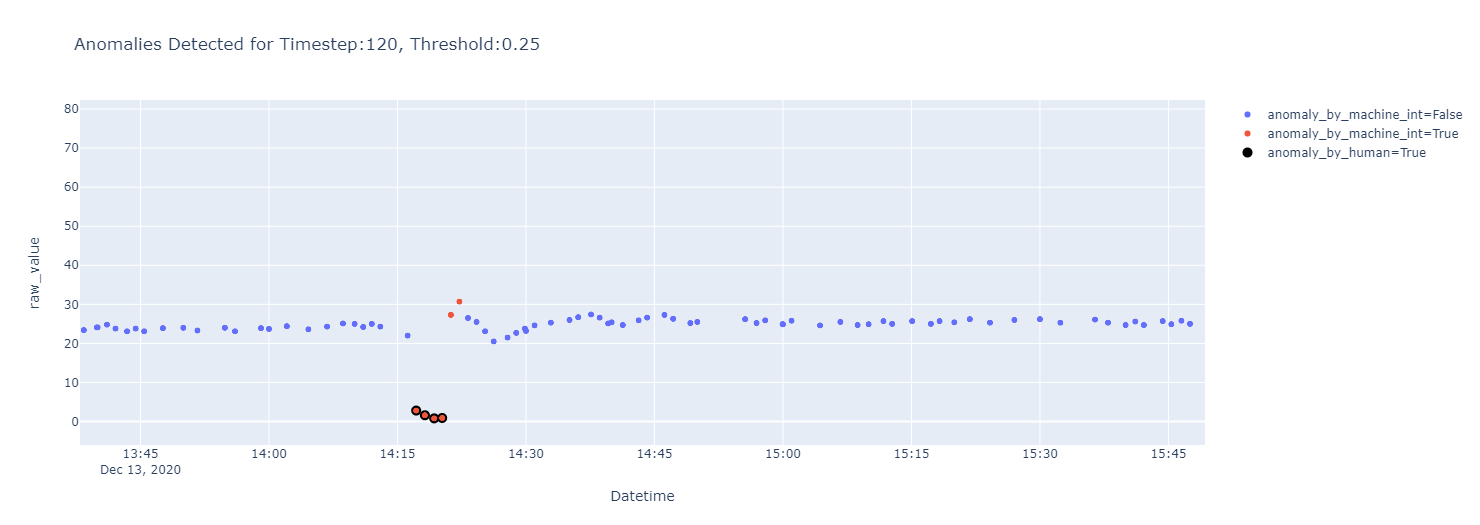 Anomalies Detected for Timestep:120, Threshold:0.25
80
70
60
50
40
30
20
10
0
raw_value
13:45 14:00 14:15 14:30 14:45 15:00 15:15 15:30 15:45
Dec 13, 2020
Datetime
anomaly_by_machine_int=False
anomaly_by_machine_int=True
anomaly_by_human=True